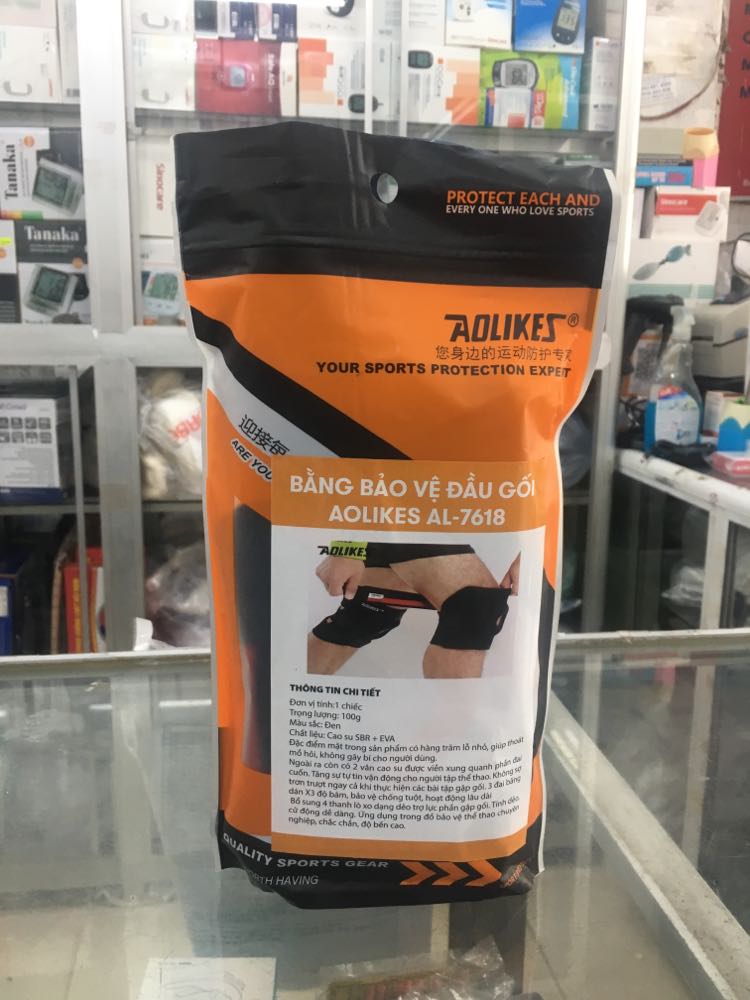 Tanaka
Tanaka
Sinocare
PROTECT EACH AND
EVERY ONE WHO LOVE SPORTS
AOLIKES®
您身边的运动防护专
YOUR SPORTS PROTECTION EXPERT
迎接每
ARE YOU
BẰNG BẢO VỆ ĐẦU GỐI
AOLIKES AL-7618
AOLIKES
THÔNG TIN CHI TIẾT
Đơn vị tính:1 chiếc
Trọng lượng: 100g
Màu sắc: Đen
Chất liệu: Cao su SBR + EVA
Đặc điểm mặt trong sản phẩm có hàng trăm lỗ nhỏ, giúp thoát
mồ hôi, không gây bí cho người dùng.
Ngoài ra còn có 2 vân cao su được viền xung quanh phần đai
cuốn. Tăng sự tự tin vận động cho người tập thể thao. Không sợ
trơn trượt ngay cả khi thực hiện các bài tập gập gối. 3 đai băng
dán X3 độ bám, bảo vệ chống tuột, hoạt động lâu dài
Bổ sung 4 thanh lò xo dạng dẻo trợ lực phần gập gối. Tính dẻo,
cử động dễ dàng. Ứng dụng trong đồ bảo vệ thể thao chuyên
nghiệp, chắc chắn, độ bền cao.
QUALITY SPORTS GEAR
RTH HAVING